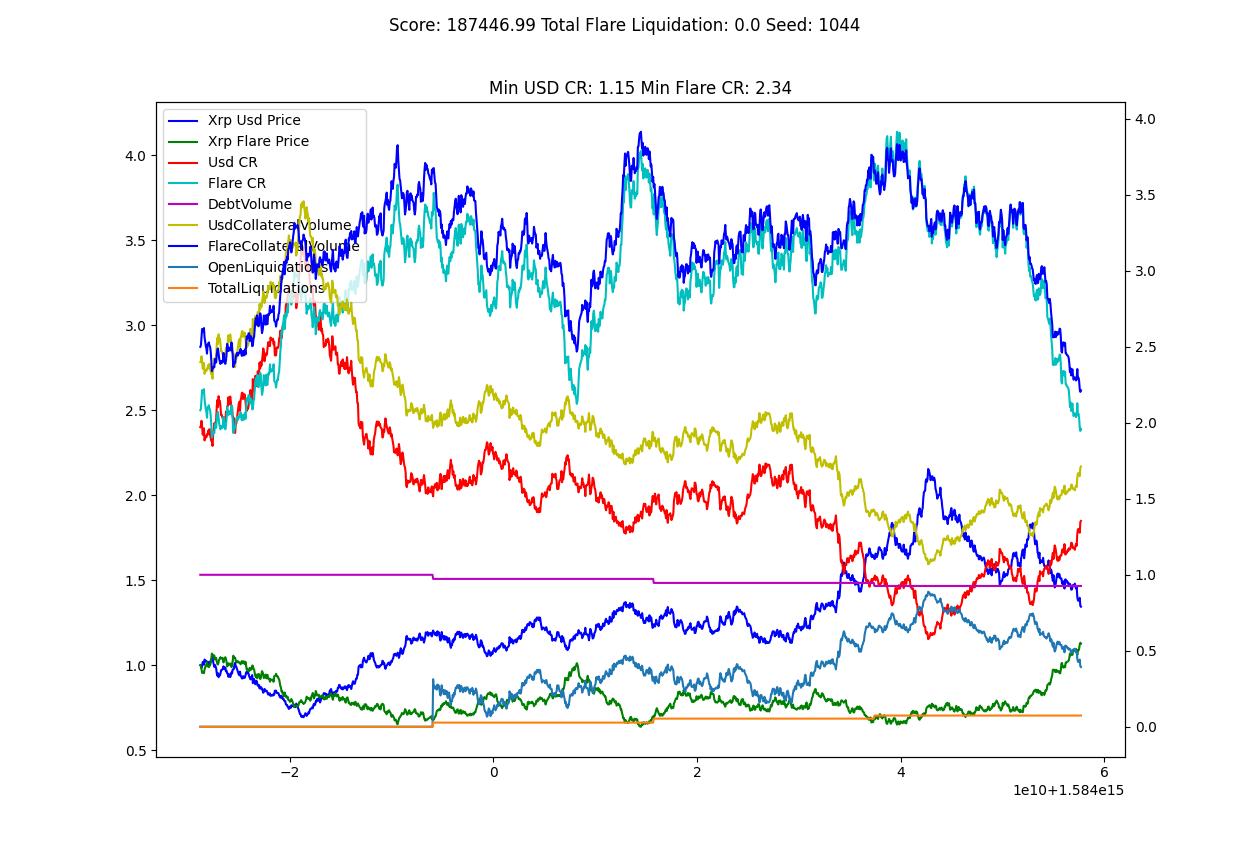 Score: 187446.99 Total Flare Liquidation: 0.0 Seed: 1044
Min USD CR: 1.15 Min Flare CR: 2.34
Xrp Usd Price
Xrp Flare Price
Usd CR
Flare CR
DebtVolume
UsdCollateralVolume
FlareCollateralVolume
OpenLiquidations
TotalLiquidations
4.0
3.5
3.0
2.5
2.0
1.5
1.0
0.5
4.0
3.5
3.0
2.5
2.0
1.5
1.0
0.5
0.0
−2
0
2
4
6
1e10+1.584e15